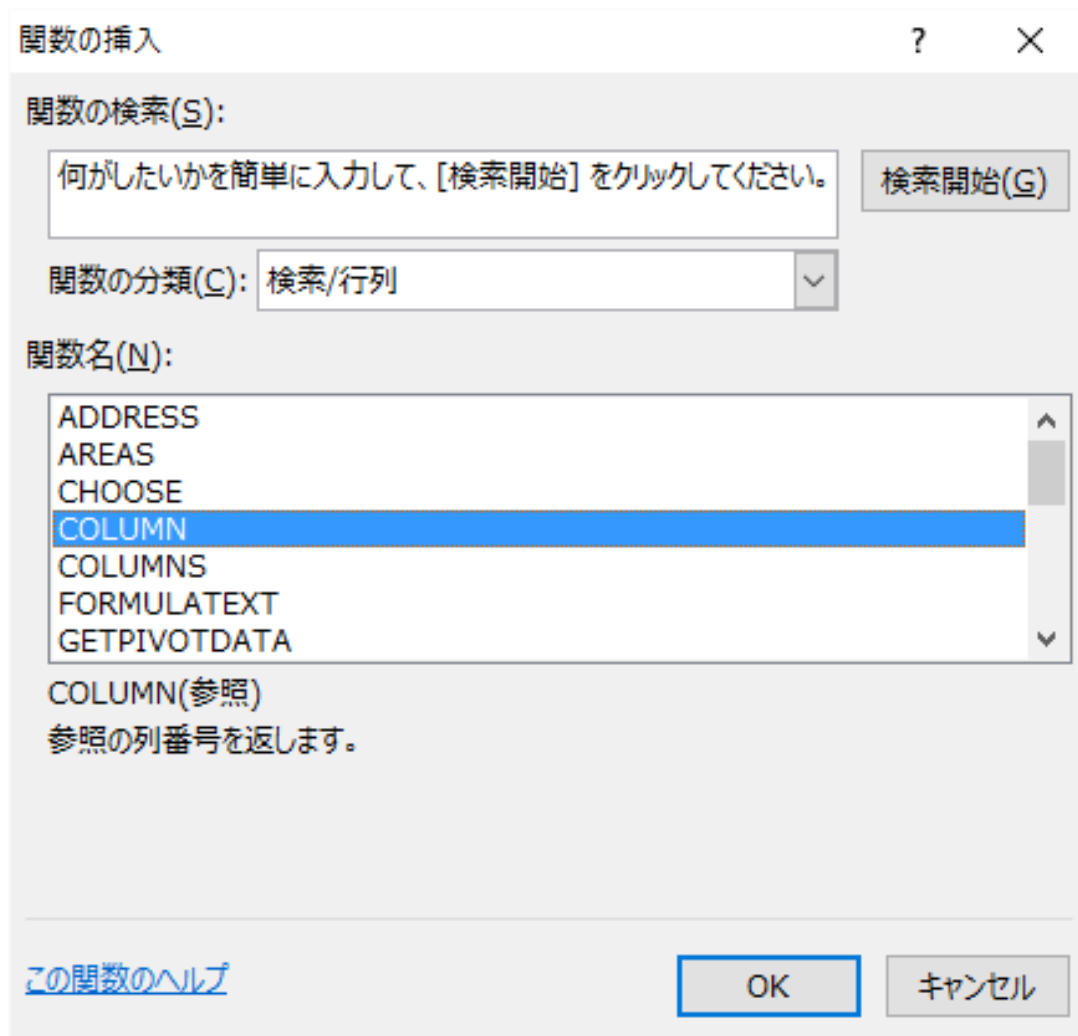 関数の挿入 ?
関数の検索(S):
何がしたいかを簡単に入力して、[検索開始] をクリックしてください。 検索開始(G)
関数の分類(C): 検索/行列
関数名(N):
ADDRESS
AREAS
CHOOSE
COLUMN
COLUMNS
FORMULATEXT
GETPIVOTDATA
COLUMN(参照)
参照の列番号を返します。
この関数のヘルプ OK キャンセル